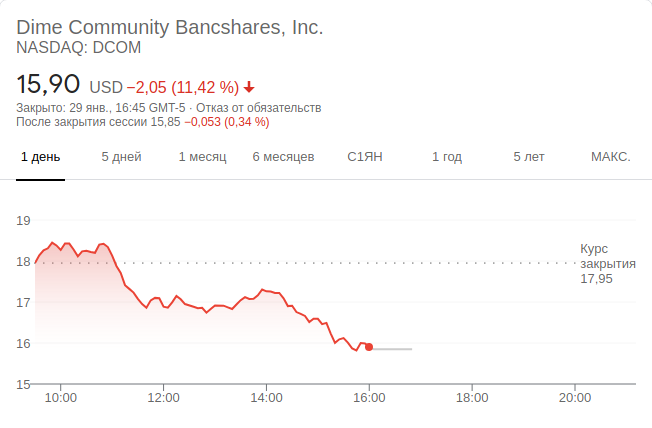 Dime Community Bancshares, Inc.
NASDAQ: DCOM
15,90 USD −2,05 (11,42 %)
Закрыто: 29 янв., 16:45 GMT-5 · Отказ от обязательств
После закрытия сессии 15,85 −0,053 (0,34 %)
1 день 5 дней 1 месяц 6 месяцев С1ЯН 1 год 5 лет МАКС.
19
18
17
16
15
Курс
закрытия
17,95
10:00 12:00 14:00 16:00 18:00 20:00